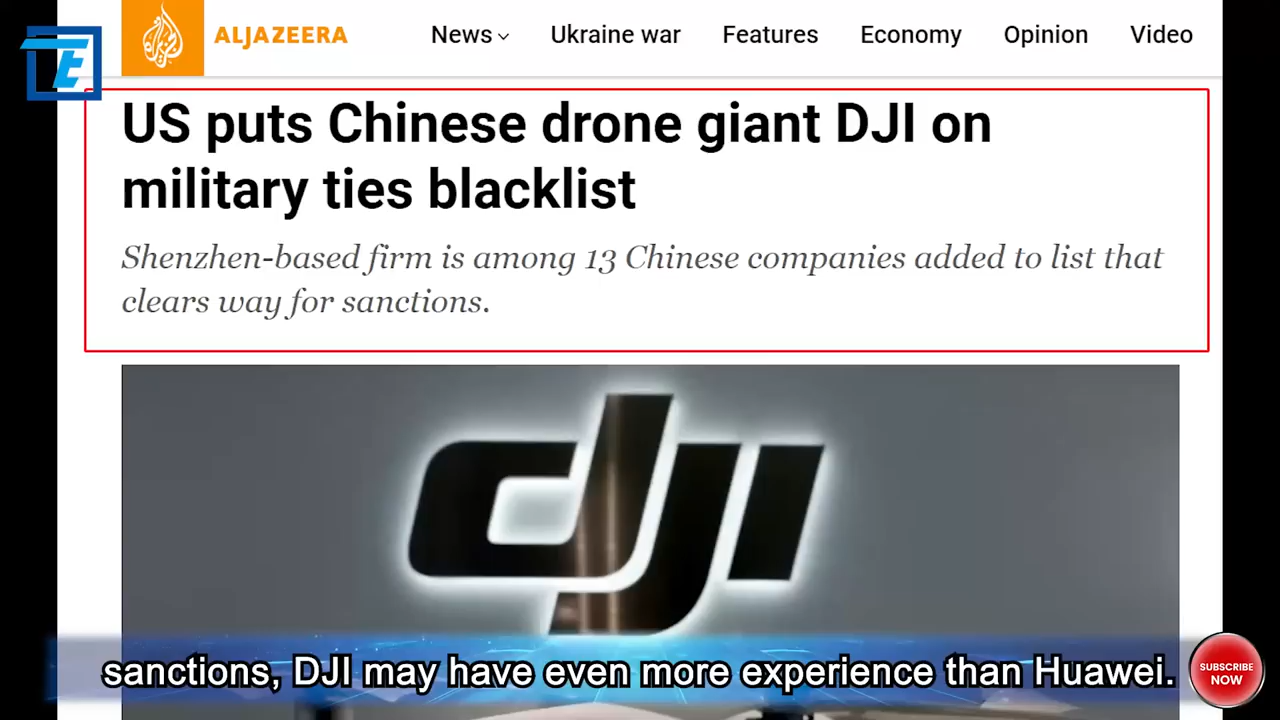 TE
ALJAZEERA
News Ukraine war Features Economy Opinion Video
US puts Chinese drone giant DJI on
military ties blacklist
Shenzhen-based firm is among 13 Chinese companies added to list that
clears way for sanctions.
dji
sanctions, DJI may have even more experience than Huawei.
SUBSCRIBE
NOW